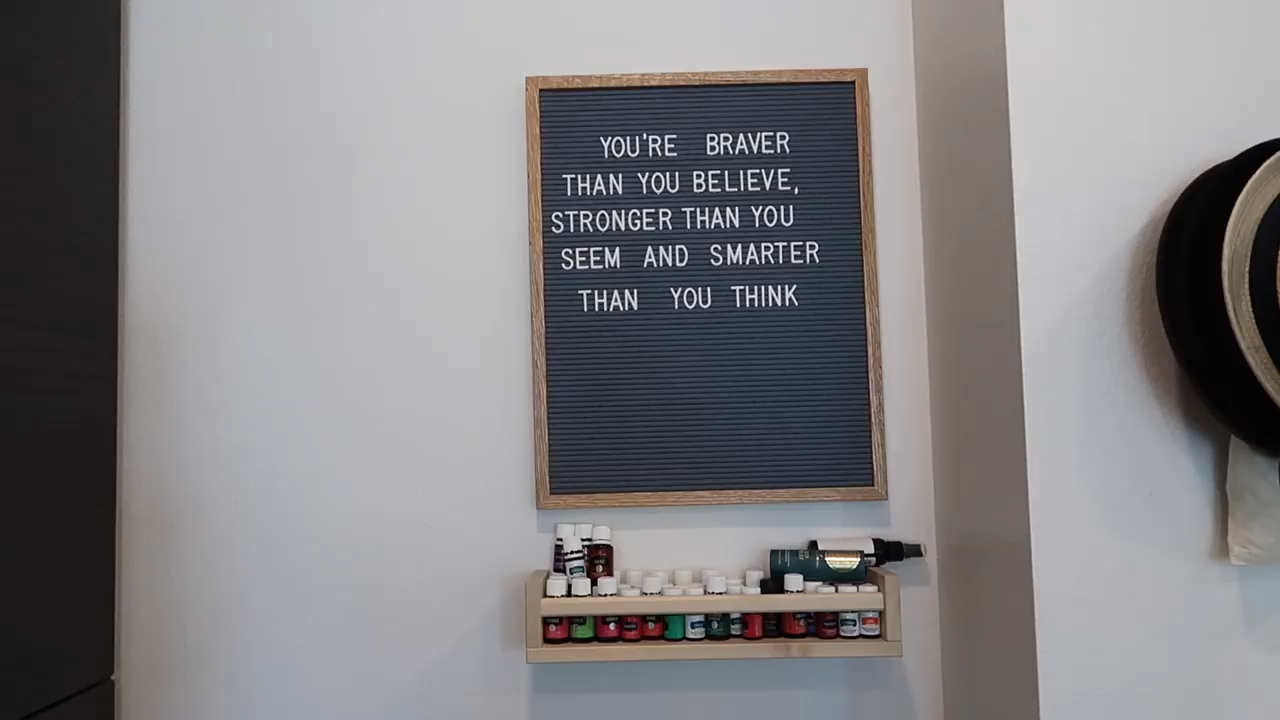 YOU'RE BRAVER
THAN YOU BELIEVE,
STRONGER THAN YOU
SEEM AND SMARTER
THAN YOU THINK